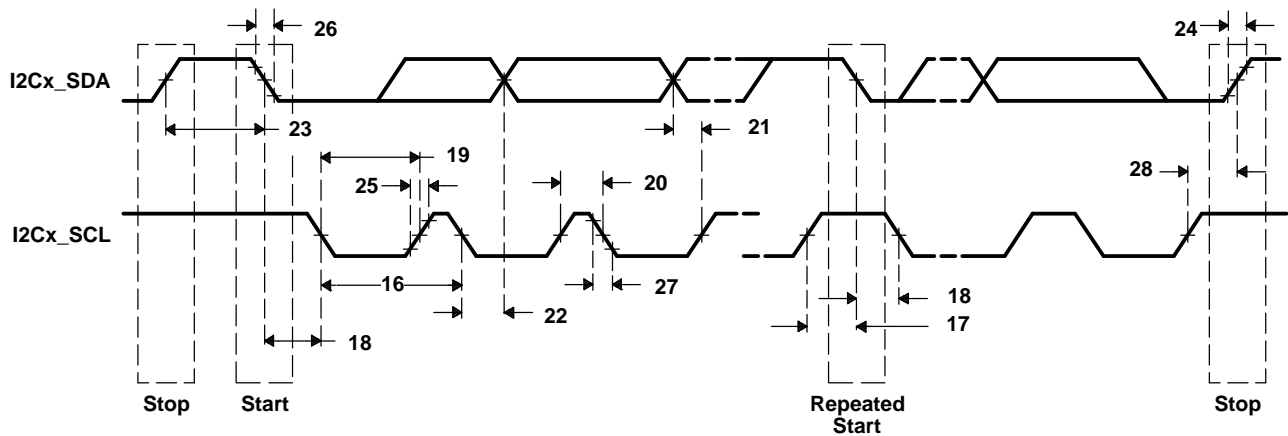 26
24
I2Cx_SDA
23
21
19
28
25
20
I2Cx_SCL
16
27
18
22
17
18
Stop
Start
Repeated
Start
Stop